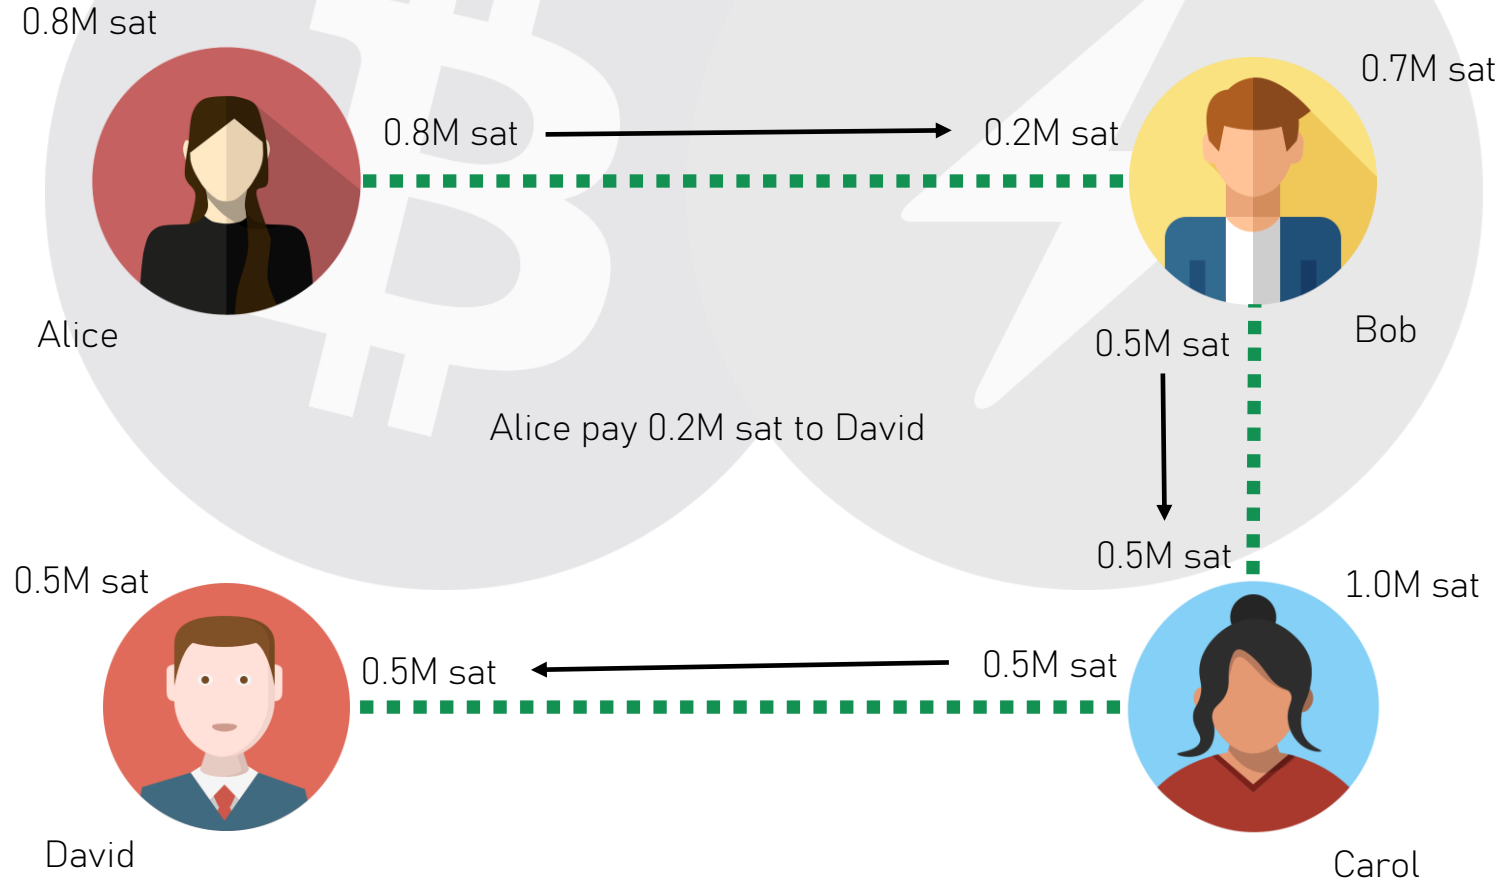 0.8M sat
0.7M sat
0.8M sat
0.2M sat
Alice
Bob
0.5M sat
Alice pay 0.2M sat to David
0.5M sat
0.5M sat
1.0M sat
0.5M sat
0.5M sat
David
Carol